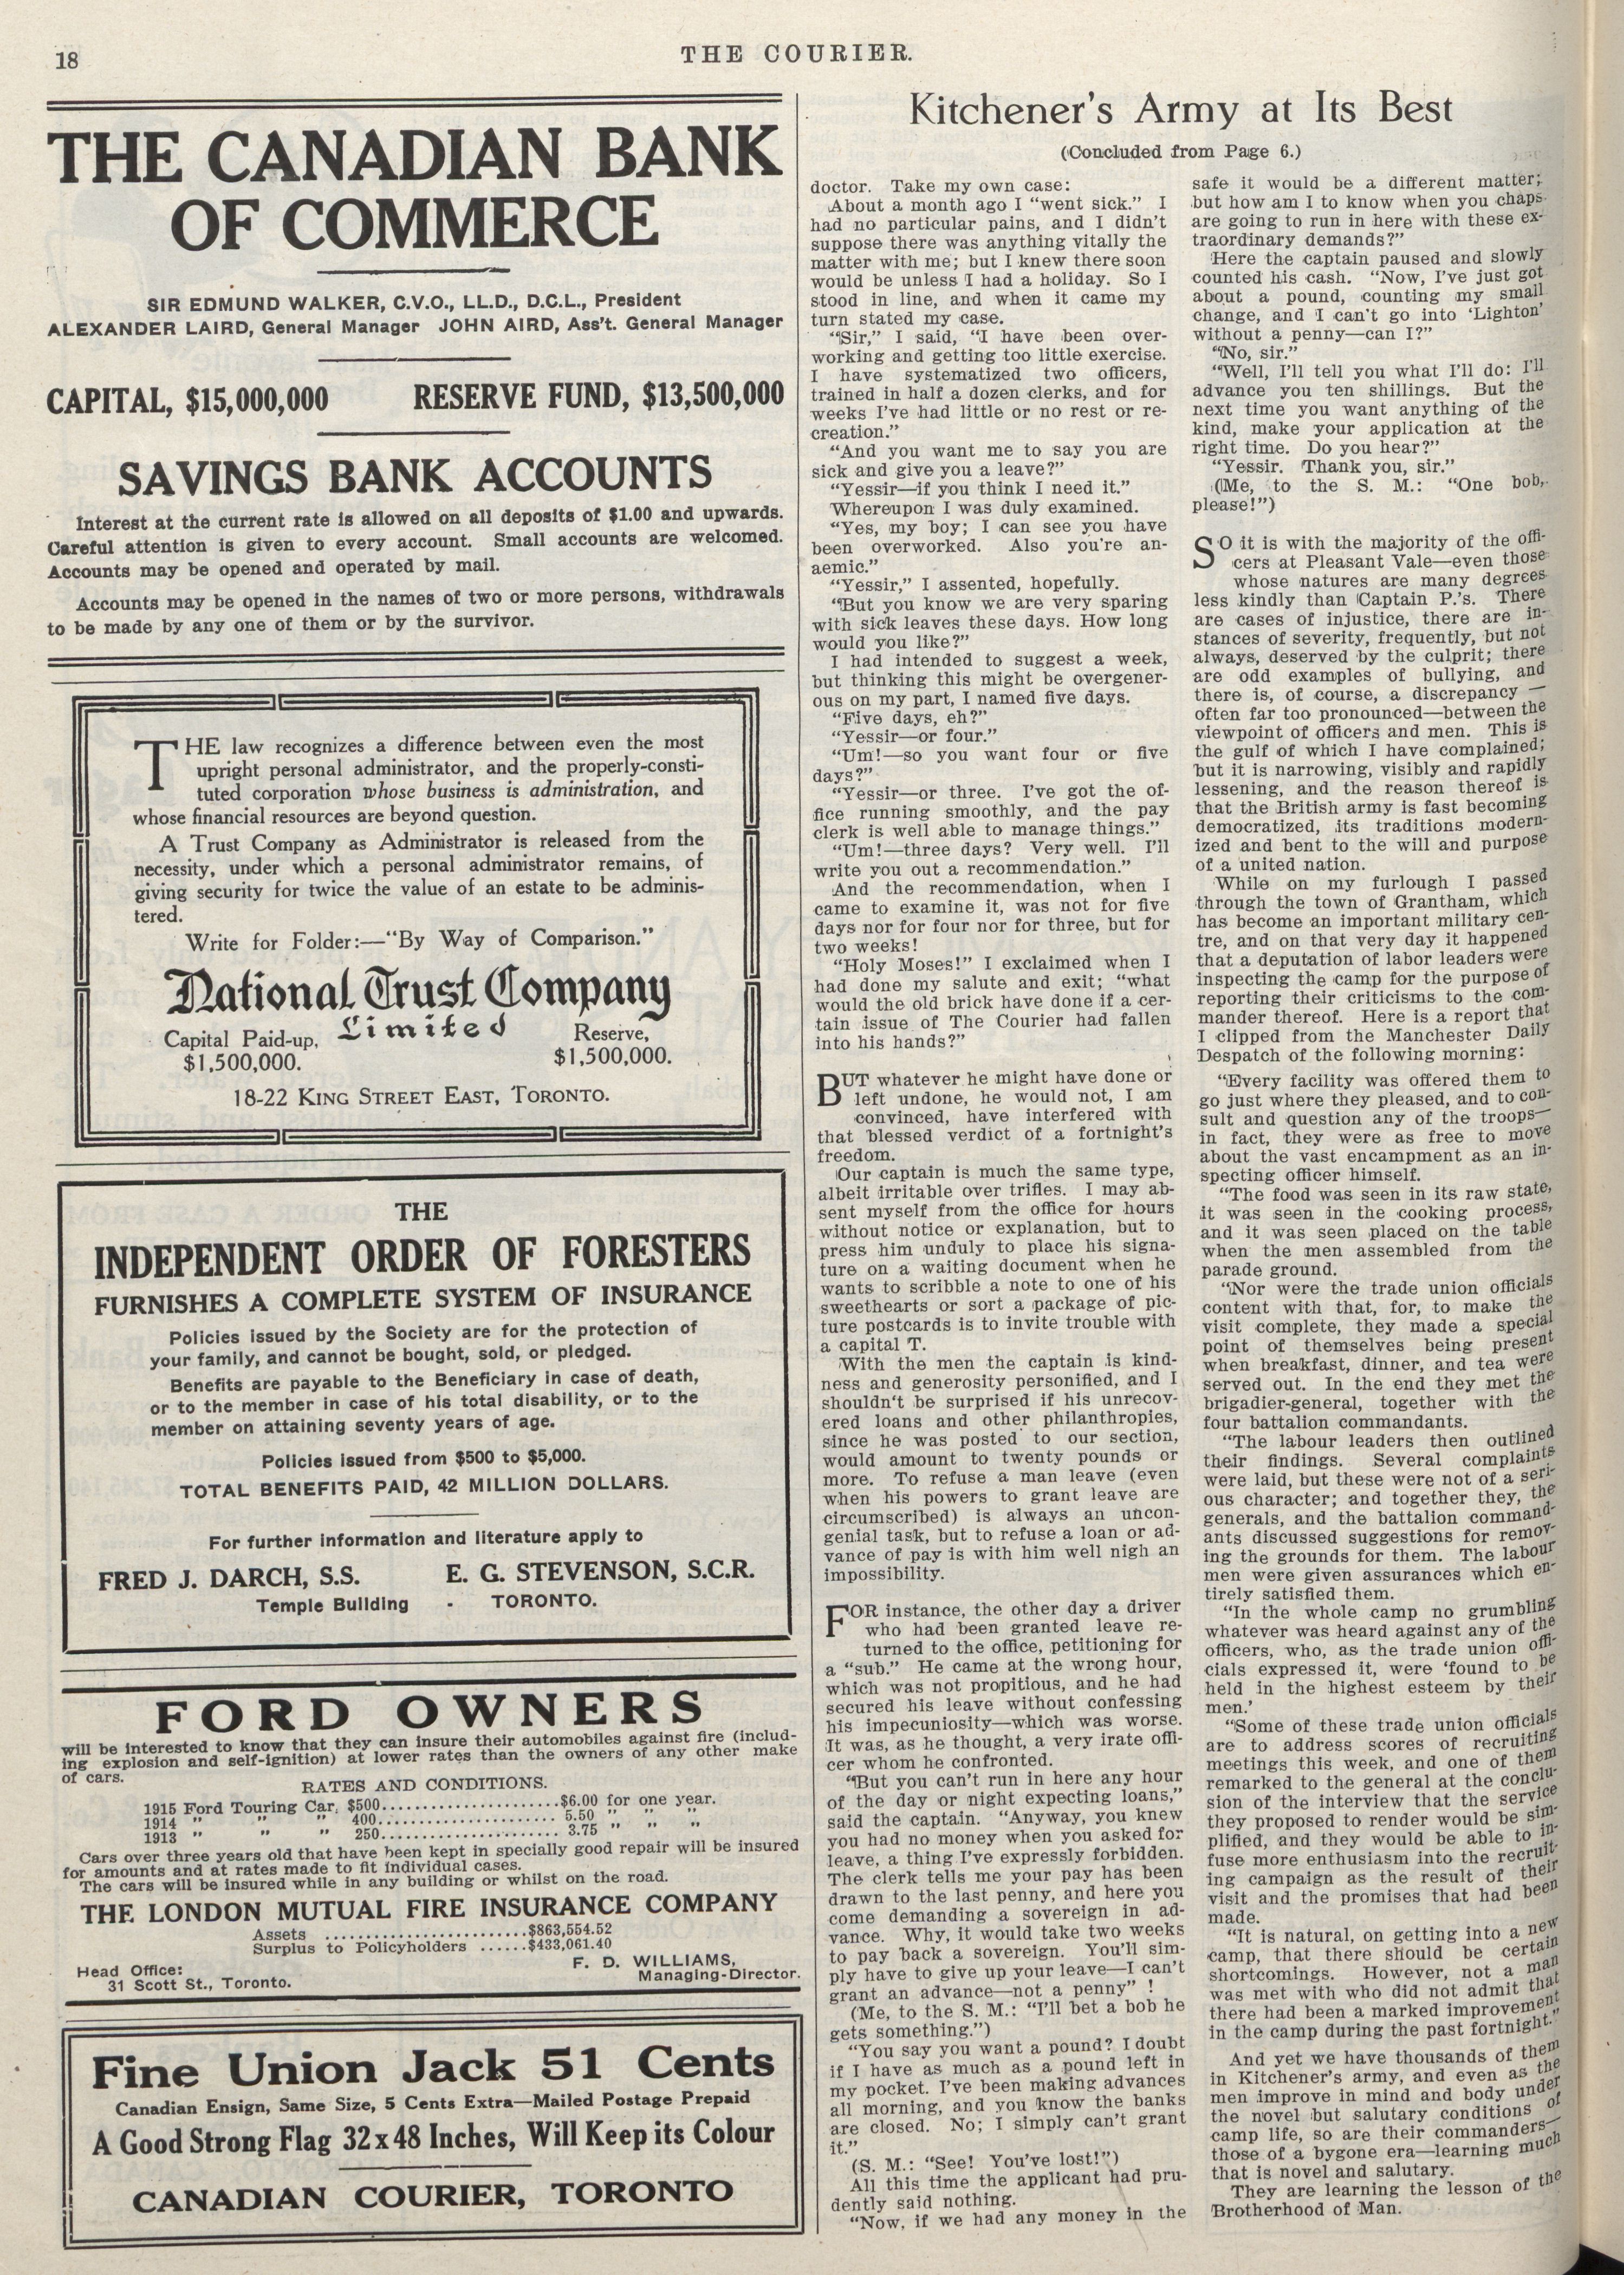 18
THE COURIER.
THE CANADIAN BANK
OF COMMERCE
SIR EDMUND WALKER, C.V.O., LL.D., D.C.L., President
ALEXANDER LAIRD, General Manager JOHN AIRD, Ass't. General Manager
CAPITAL, $15,000,000 RESERVE FUND, $13,500,000
SAVINGS BANK ACCOUNTS
Interest at the current rate is allowed on all deposits of $1.00 and upwards.
Careful attention is given to every account. Small accounts are welcomed.
Accounts may be opened and operated by mail.
Accounts may be opened in the names of two or more persons, withdrawals
to be made by any one of them or by the survivor.
THE law recognizes a difference between even the most
upright personal administrator, and the properly-consti-
tuted corporation whose business is administration, and
whose financial resources are beyond question.
A Trust Company as Administrator is released from the
necessity, under which a personal administrator remains, of
giving security for twice the value of an estate to be adminis-
tered.
Write for Folder:—"By Way of Comparison."
National Trust Company
Limited
Capital Paid-up,
$1,500,000.
Reserve,
$1,500,000.
18-22 KING STREET EAST, TORONTO.
THE
INDEPENDENT ORDER OF FORESTERS
FURNISHES A COMPLETE SYSTEM OF INSURANCE
Policies issued by the Society are for the protection of
your family, and cannot be bought, sold, or pledged.
Benefits are payable to the Beneficiary in case of death,
or to the member in case of his total disability, or to the
member on attaining seventy years of age.
Policies issued from $500 to $5,000.
TOTAL BENEFITS PAID, 42 MILLION DOLLARS.
For further information and literature apply to
FRED J. DARCH, S.S. E. G. STEVENSON, S.C.R.
Temple Building - TORONTO.
FORD OWNERS
will be interested to know that they can insure their automobiles against fire (includ-
ing explosion and self-ignition) at lower rates than the owners of any other make
of cars.
RATES AND CONDITIONS.
1915 Ford Touring Car, $500......................$6.00 for one year.
1914 " " " 400...................... 5.50 " " "
1913 " " " 250...................... 3.75 " " "
Cars over three years old that have been kept in specially good repair will be insured
for amounts and at rates made to fit individual cases.
The cars will be insured while in any building or whilst on the road.
THE LONDON MUTUAL FIRE INSURANCE COMPANY
Assets .........................$863,554.52
Surplus to Policyholders ......$433,061.40
F. D. WILLIAMS,
Managing-Director.
Head Office:
31 Scott St., Toronto.
Fine Union Jack 51 Cents
Canadian Ensign, Same Size, 5 Cents Extra—Mailed Postage Prepaid
A Good Strong Flag 32x48 Inches, Will Keep its Colour
CANADIAN COURIER, TORONTO
Kitchener's Army at Its Best
(Concluded from Page 6.)
doctor. Take my own case:
About a month ago I "went sick." I
had no particular pains, and I didn't
suppose there was anything vitally the
matter with me; but I knew there soon
would be unless I had a holiday. So I
stood in line, and when it came my
turn stated my case.
"Sir," I said, "I have been over-
working and getting too little exercise.
I have systematized two officers,
trained in half a dozen clerks, and for
weeks I've had little or no rest or re-
creation."
"And you want me to say you are
sick and give you a leave?"
"Yessir—if you think I need it."
Whereupon I was duly examined.
"Yes, my boy; I can see you have
been overworked. Also you're an-
aemic."
"Yessir," I assented, hopefully.
"But you know we are very sparing
with sick leaves these days. How long
would you like?"
I had intended to suggest a week,
but thinking this might be overgener-
ous on my part, I named five days.
"Five days, eh?"
"Yessir—or four."
"Um!—so you want four or five
days?"
"Yessir—or three. I've got the of-
fice running smoothly, and the pay
clerk is well able to manage things."
"Um!—three days? Very well. I'll
write you out a recommendation."
And the recommendation, when I
came to examine it, was not for five
days nor for four nor for three, but for
two weeks!
"Holy Moses!" I exclaimed when I
had done my salute and exit; "what
would the old brick have done if a cer-
tain issue of The Courier had fallen
into his hands?"
BUT whatever he might have done or
left undone, he would not, I am
convinced, have interfered with
that blessed verdict of a fortnight's
freedom.
Our captain is much the same type,
albeit irritable over trifles. I may ab-
sent myself from the office for hours
without notice or explanation, but to
press him unduly to place his signa-
ture on a waiting document when he
wants to scribble a note to one of his
sweethearts or sort a package of pic-
ture postcards is to invite trouble with
a capital T.
With the men the captain is kind-
ness and generosity personified, and I
shouldn't be surprised if his unrecov-
ered loans and other philanthropies,
since he was posted to our section,
would amount to twenty pounds or
more. To refuse a man leave (even
when his powers to grant leave are
circumscribed) is always an uncon-
genial task, but to refuse a loan or ad-
vance of pay is with him well nigh an
impossibility.
FOR instance, the other day a driver
who had been granted leave re-
turned to the office, petitioning for
a "sub." He came at the wrong hour,
which was not propitious, and he had
secured his leave without confessing
his impecuniosity—which was worse.
It was, as he thought, a very irate offi-
cer whom he confronted.
"But you can't run in here any hour
of the day or night expecting loans,"
said the captain. "Anyway, you knew
you had no money when you asked for
leave, a thing I've expressly forbidden.
The clerk tells me your pay has been
drawn to the last penny, and here you
come demanding a sovereign in ad-
vance. Why, it would take two weeks
to pay back a sovereign. You'll sim-
ply have to give up your leave—I can't
grant an advance—not a penny" !
(Me, to the S. M.: "I'll bet a bob he
gets something.")
"You say you want a pound? I doubt
if I have as much as a pound left in
my pocket. I've been making advances
all morning, and you know the banks
are closed. No; I simply can't grant
it."
(S. M.: "See! You've lost!")
All this time the applicant had pru-
dently said nothing.
"Now, if we had any money in the
safe it would be a different matter;
but how am I to know when you chaps
are going to run in here with these ex-
traordinary demands?"
Here the captain paused and slowly
counted his cash. "Now, I've just got
about a pound, counting my small
change, and I can't go into 'Lighton'
without a penny—can I?"
"No, sir."
"Well, I'll tell you what I'll do: I'll
advance you ten shillings. But the
next time you want anything of the
kind, make your application at the
right time. Do you hear?"
"Yessir. Thank you, sir."
(Me, to the S. M.: "One bob,
please!")
SO it is with the majority of the offi-
cers at Pleasant Vale—even those
whose natures are many degrees
less kindly than Captain P.'s. There
are cases of injustice, there are in-
stances of severity, frequently, but not
always, deserved by the culprit; there
are odd examples of bullying, and
there is, of course, a discrepancy —
often far too pronounced—between the
viewpoint of officers and men. This is
the gulf of which I have complained;
but it is narrowing, visibly and rapidly
lessening, and the reason thereof is
that the British army is fast becoming
democratized, its traditions modern-
ized and bent to the will and purpose
of a united nation.
While on my furlough I passed
through the town of Grantham, which
has become an important military cen-
tre, and on that very day it happened
that a deputation of labor leaders were
inspecting the camp for the purpose of
reporting their criticisms to the com-
mander thereof. Here is a report that
I clipped from the Manchester Daily
Despatch of the following morning:
"Every facility was offered them to
go just where they pleased, and to con-
sult and question any of the troops—
in fact, they were as free to move
about the vast encampment as an in-
specting officer himself.
"The food was seen in its raw state,
it was seen in the cooking process,
and it was seen placed on the table
when the men assembled from the
parade ground.
"Nor were the trade union officials
content with that, for, to make the
visit complete, they made a special
point of themselves being present
when breakfast, dinner, and tea were
served out. In the end they met the
brigadier-general, together with the
four battalion commandants.
"The labour leaders then outlined
their findings. Several complaints
were laid, but these were not of a seri-
ous character; and together they, the
generals, and the battalion command-
ants discussed suggestions for remov-
ing the grounds for them. The labour
men were given assurances which en-
tirely satisfied them.
"In the whole camp no grumbling
whatever was heard against any of the
officers, who, as the trade union offi-
cials expressed it, were 'found to be
held in the highest esteem by their
men.'
"Some of these trade union officials
are to address scores of recruiting
meetings this week, and one of them
remarked to the general at the conclu-
sion of the interview that the service
they proposed to render would be sim-
plified, and they would be able to in-
fuse more enthusiasm into the recruit-
ing campaign as the result of their
visit and the promises that had been
made.
"It is natural, on getting into a new
camp, that there should be certain
shortcomings. However, not a man
was met with who did not admit that
there had been a marked improvement
in the camp during the past fortnight."
And yet we have thousands of them
in Kitchener's army, and even as the
men improve in mind and body under
the novel but salutary conditions of
camp life, so are their commanders—
those of a bygone era—learning much
that is novel and salutary.
They are learning the lesson of the
Brotherhood of Man.